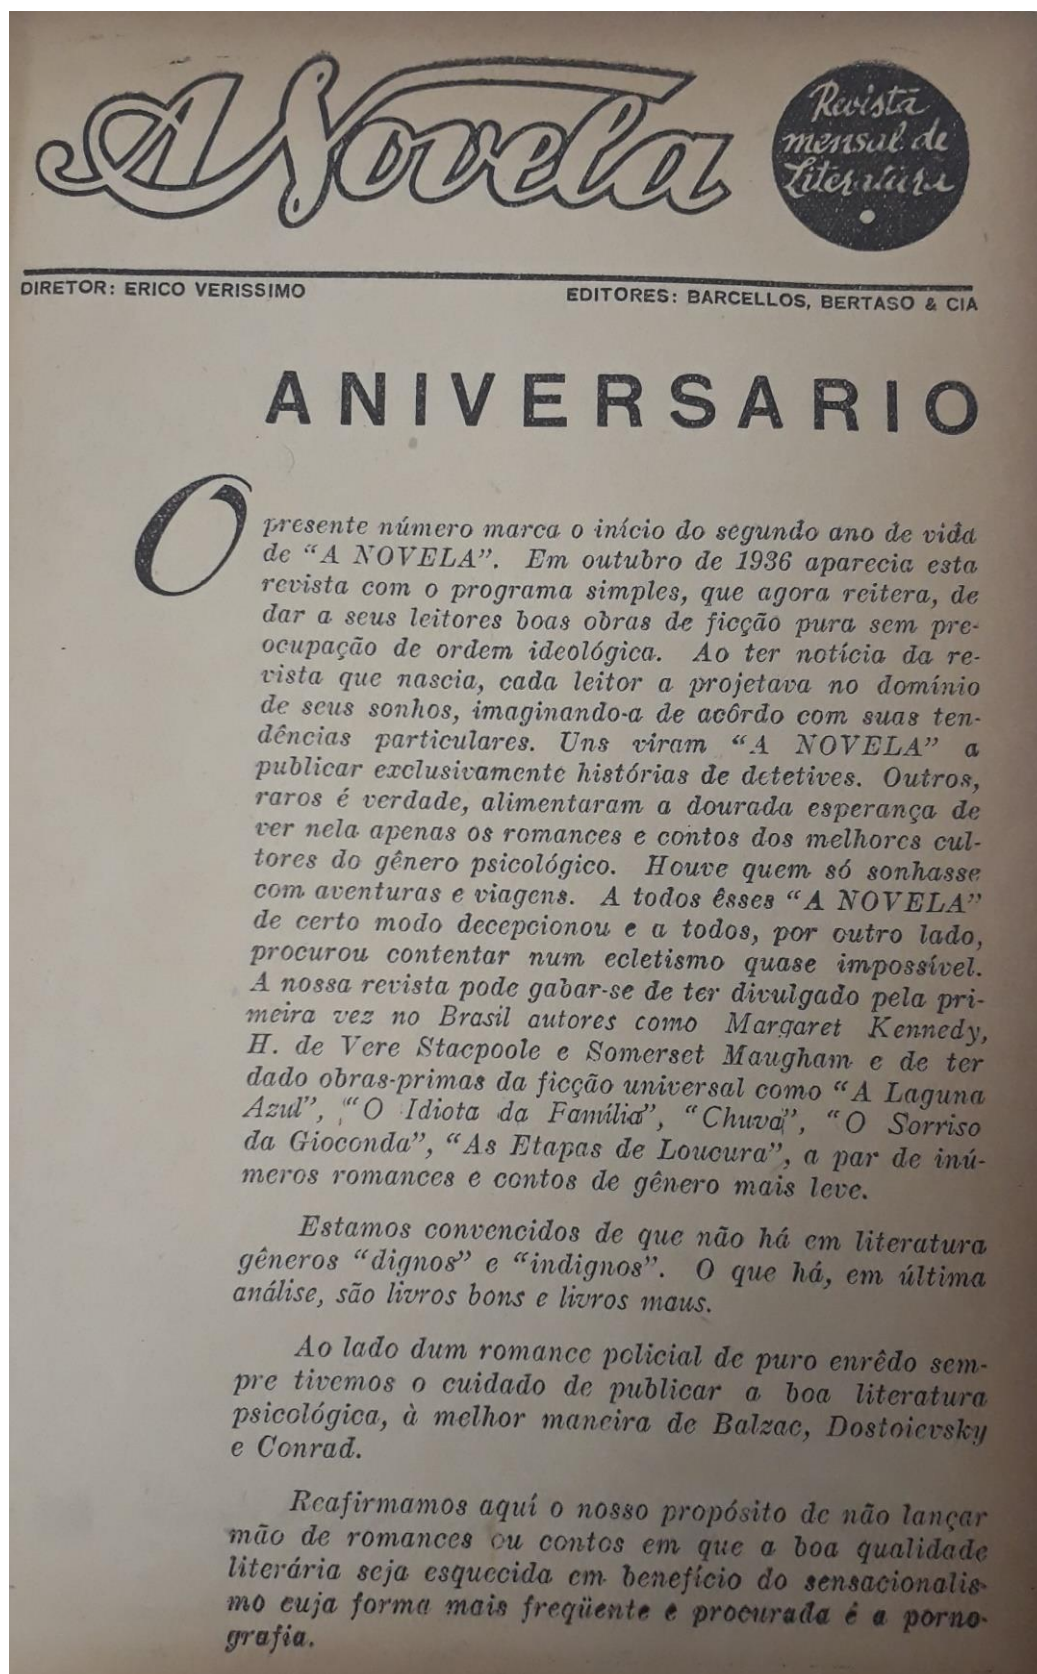 A Novela
Revista
mensal de
Literatura
DIRETOR: ERICO VERISSIMO
EDITORES: BARCELLOS, BERTASO & CIA
ANIVERSARIO
O presente número marca o início do segundo ano de vida
de "A NOVELA". Em outubro de 1936 aparecia esta
revista com o programa simples, que agora reitera, de
dar a seus leitores boas obras de ficção pura sem pre-
ocupação de ordem ideológica. Ao ter notícia da re-
vista que nascia, cada leitor a projetava no domínio
de seus sonhos, imaginando-a de acôrdo com suas ten-
dências particulares. Uns viram "A NOVELA" a
publicar exclusivamente histórias de detetives. Outros,
raros é verdade, alimentaram a dourada esperança de
ver nela apenas os romances e contos dos melhores cul-
tores do gênero psicológico. Houve quem só sonhasse
com aventuras e viagens. A todos êsses "A NOVELA"
de certo modo decepcionou e a todos, por outro lado,
procurou contentar num ecletismo quase impossível.
A nossa revista pode gabar-se de ter divulgado pela pri-
meira vez no Brasil autores como Margaret Kennedy,
H. de Vere Stacpoole e Somerset Maugham e de ter
dado obras-primas da ficção universal como "A Laguna
Azul", "O Idiota da Família", "Chuva", "O Sorriso
da Gioconda", "As Etapas de Loucura", a par de inú-
meros romances e contos de gênero mais leve.
Estamos convencidos de que não há em literatura
gêneros "dignos" e "indignos". O que há, em última
análise, são livros bons e livros maus.
Ao lado dum romance policial de puro enrêdo sem-
pre tivemos o cuidado de publicar a boa literatura
psicológica, à melhor maneira de Balzac, Dostoievsky
e Conrad.
Reafirmamos aquí o nosso propósito de não lançar
mão de romances ou contos em que a boa qualidade
literária seja esquecida em benefício do sensacionalis-
mo cuja forma mais freqüente e procurada é a porno-
grafia.